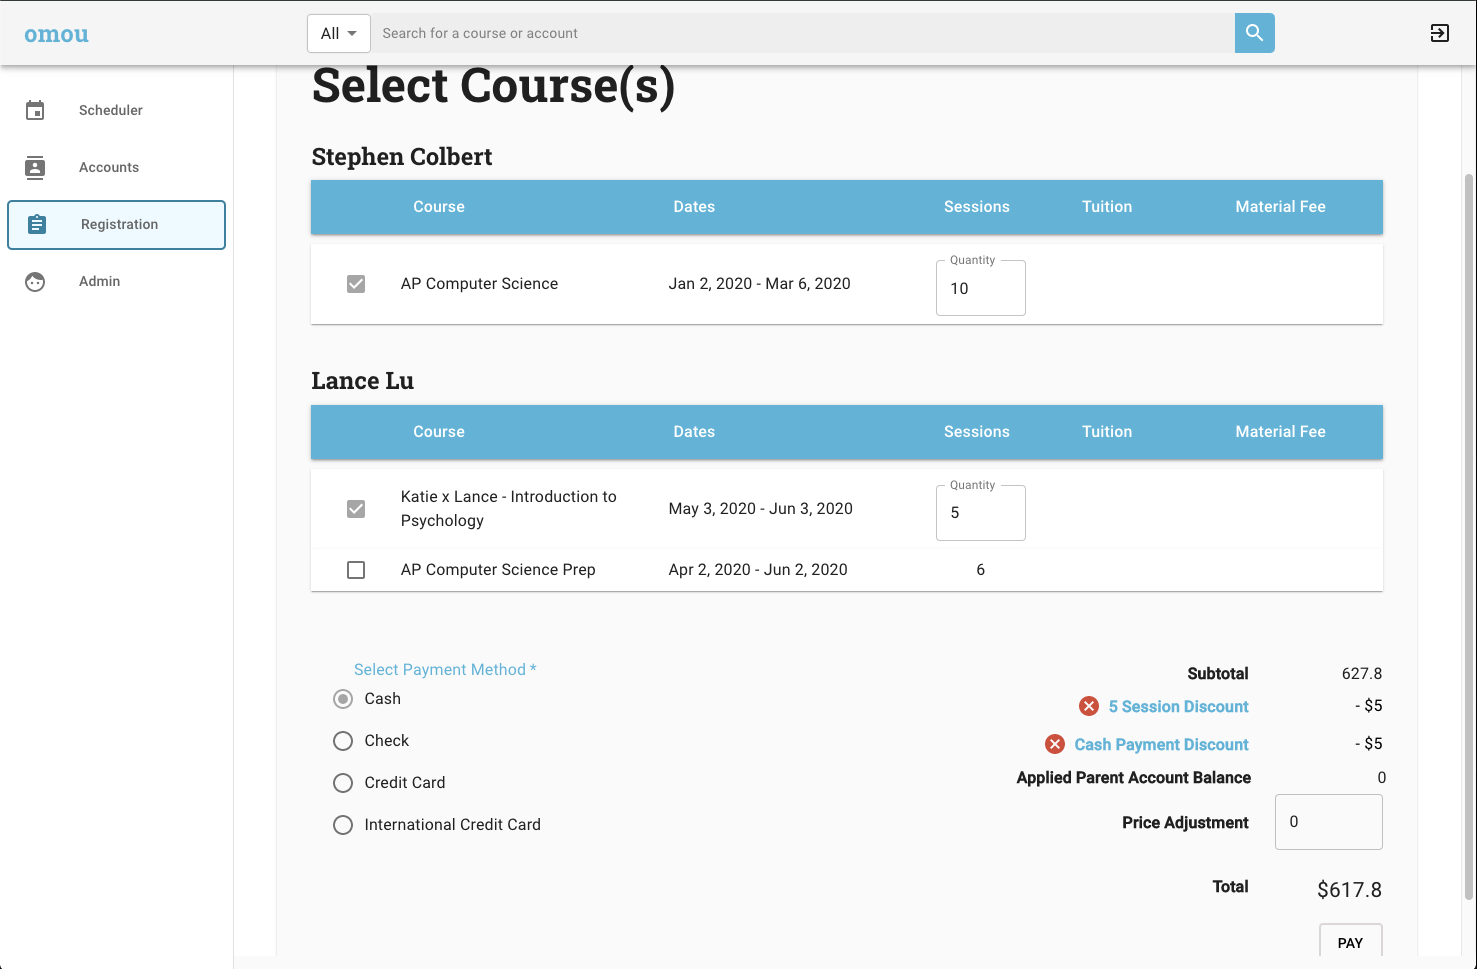 omou
All
Search for a course or account
Scheduler
Accounts
Registration
Admin
Select Course(s)
Stephen Colbert
Course Dates Sessions Tuition Material Fee
Quantity
AP Computer Science Jan 2, 2020 - Mar 6, 2020 10
Lance Lu
Course Dates Sessions Tuition Material Fee
Quantity
Katie x Lance - Introduction to
Psychology
May 3, 2020 - Jun 3, 2020 5
AP Computer Science Prep Apr 2, 2020 - Jun 2, 2020 6
Select Payment Method *
Cash
Check
Credit Card
International Credit Card
Subtotal 627.8
5 Session Discount - $5
Cash Payment Discount - $5
Applied Parent Account Balance 0
Price Adjustment 0
Total $617.8
PAY